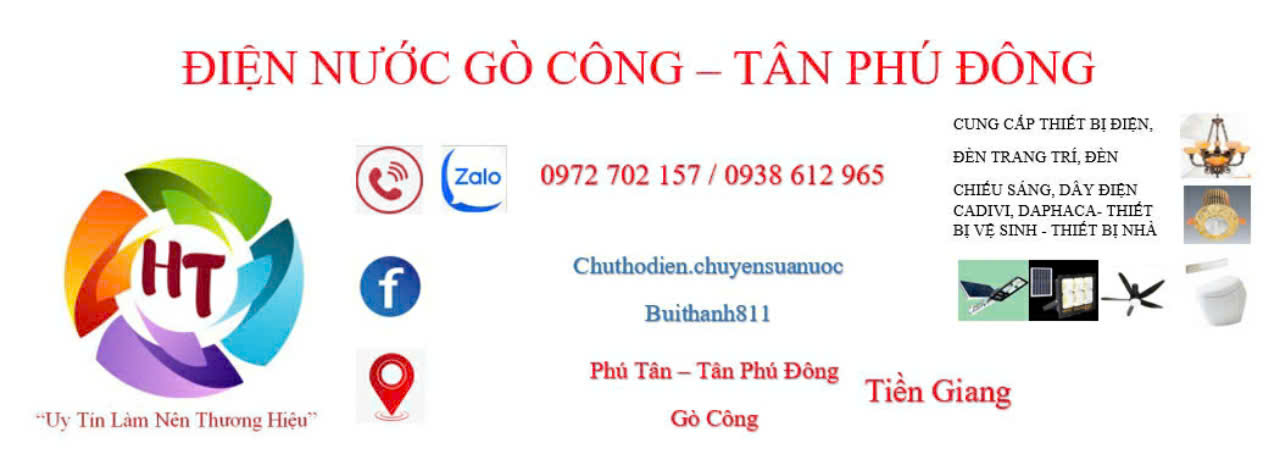 ĐIỆN NƯỚC GÒ CÔNG – TÂN PHÚ ĐÔNG
HT
“Uy Tín Làm Nên Thương Hiệu”
Zalo
0972 702 157 / 0938 612 965
f
Chuthodien.chuyensuanuoc
Buithanh811
Phú Tân – Tân Phú Đông
Gò Công
Tiền Giang
CUNG CẤP THIẾT BỊ ĐIỆN,
ĐÈN TRANG TRÍ, ĐÈN
CHIẾU SÁNG, DÂY ĐIỆN
CADIVI, DAPHACA- THIẾT
BỊ VỆ SINH - THIẾT BỊ NHÀ